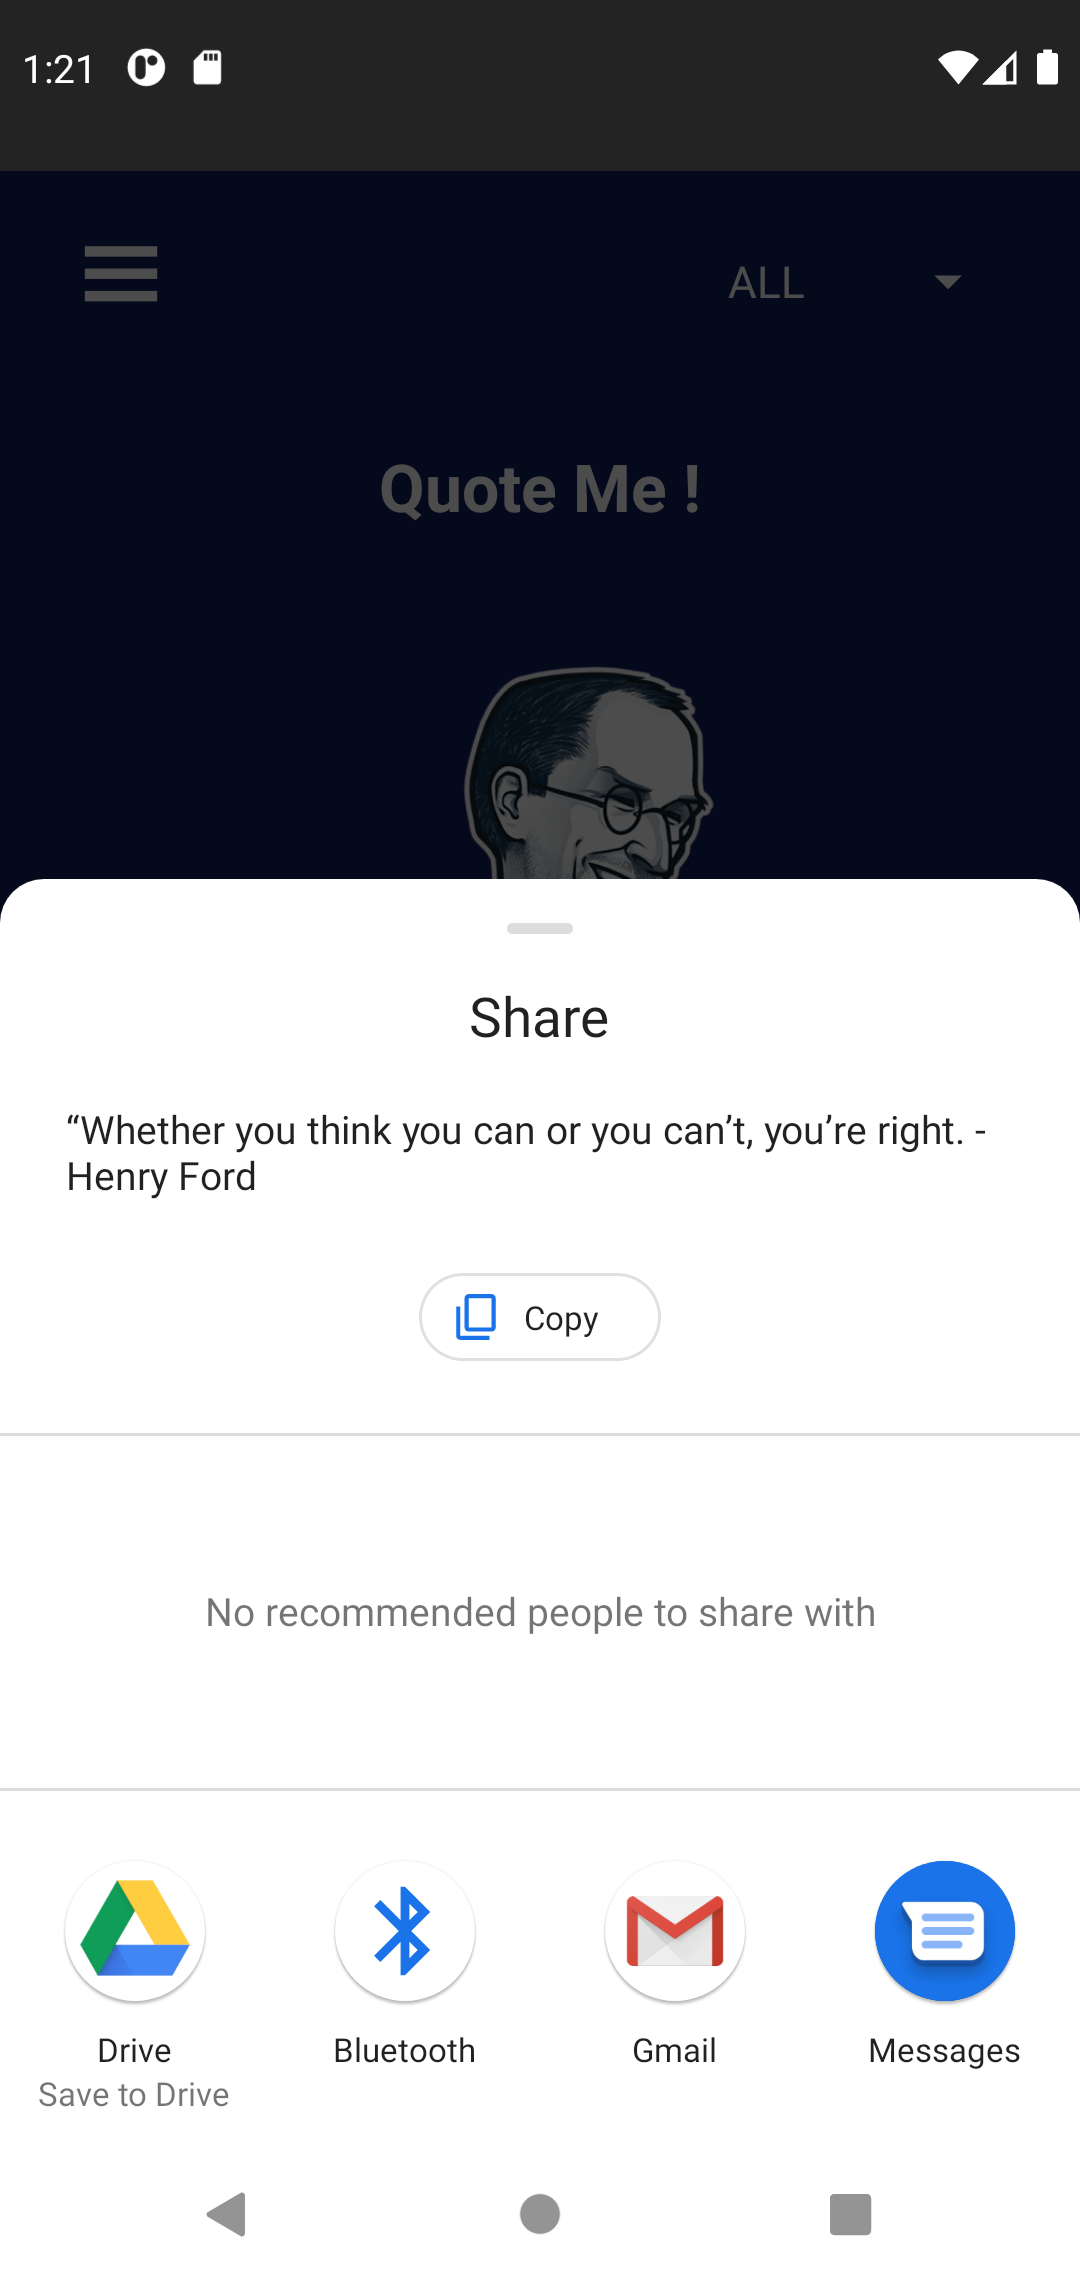 1:21
ALL
Quote Me !
Share
“Whether you think you can or you can’t, you’re right. -
Henry Ford
Copy
No recommended people to share with
Drive
Save to Drive
Bluetooth
Gmail
Messages